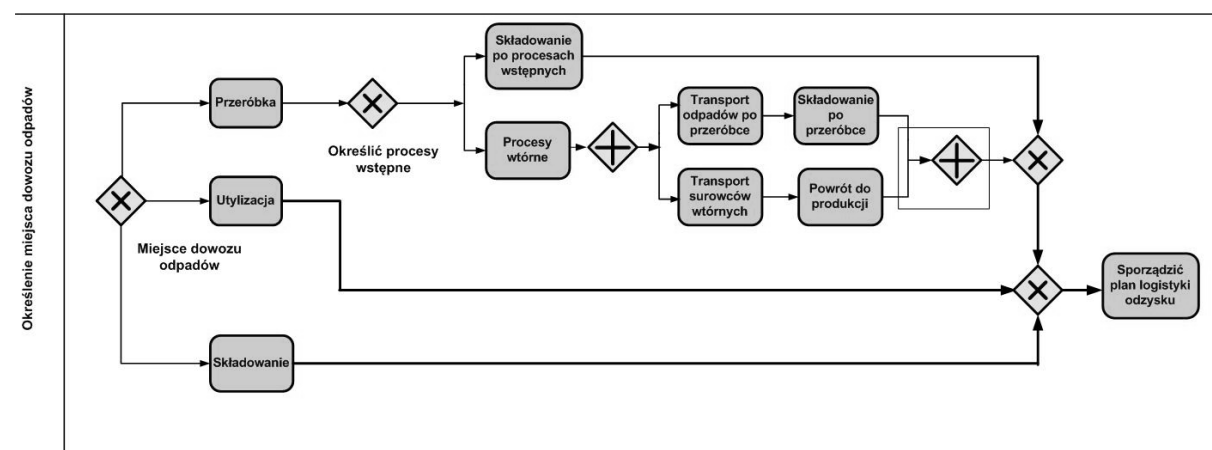 Określenie miejsca dowozu odpadów
Składowanie
po procesach
wstępnych
Przeróbka
Transport
odpadów po
przeróbce
Składowanie
po
przeróbce
Określić procesy
wstępne
Procesy
wtórne
Transport
surowców
wtórnych
Powrót do
produkcji
Utylizacja
Miejsce dowozu
odpadów
Sporządzić
plan logistyki
odzysku
Składowanie